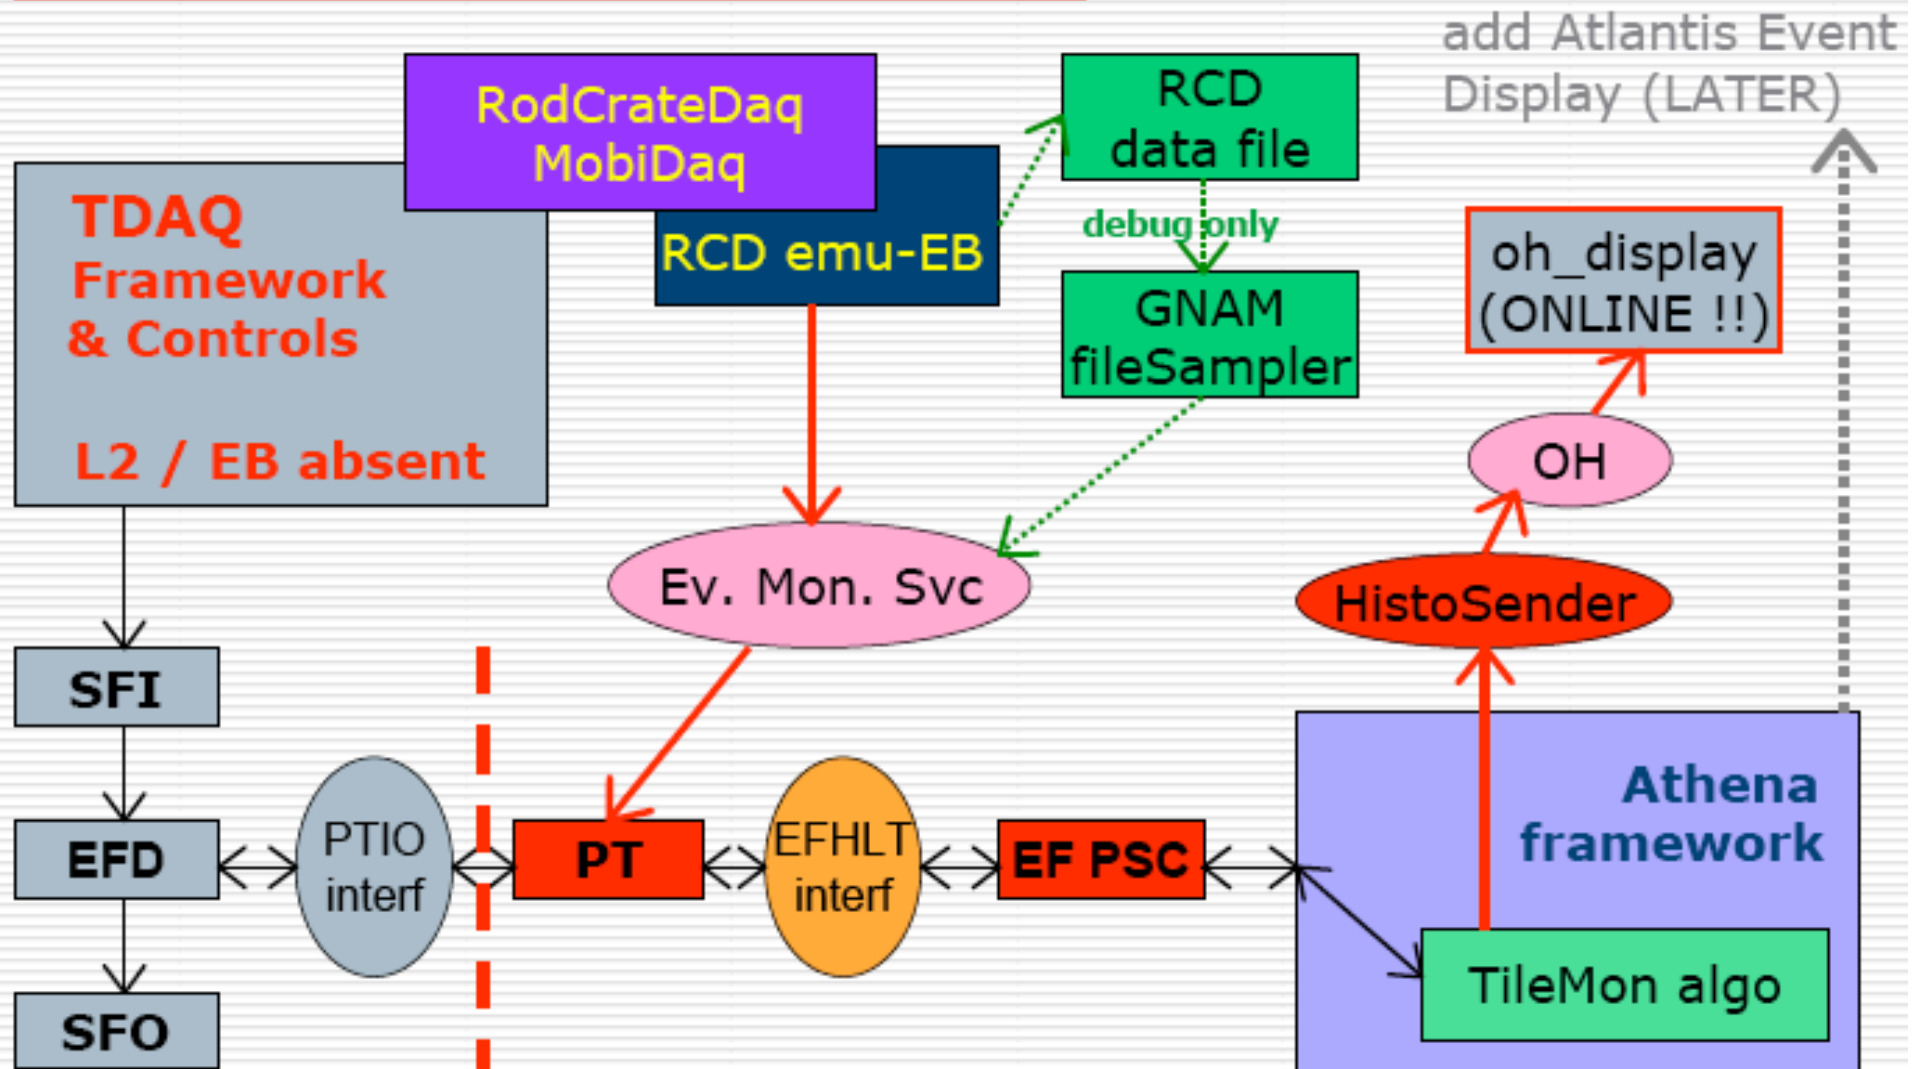 add Atlantis Event
Display (LATER)
RodCrateDaq
MobiDaq
RCD
data file
TDAQ
Framework
& Controls
L2 / EB absent
RCD emu-EB
debug only
oh_display
(ONLINE !!)
GNAM
fileSampler
OH
Ev. Mon. Svc
HistoSender
SFI
Athena
framework
EFD
PTIO
interf
PT
EFHLT
interf
EF PSC
TileMon algo
SFO